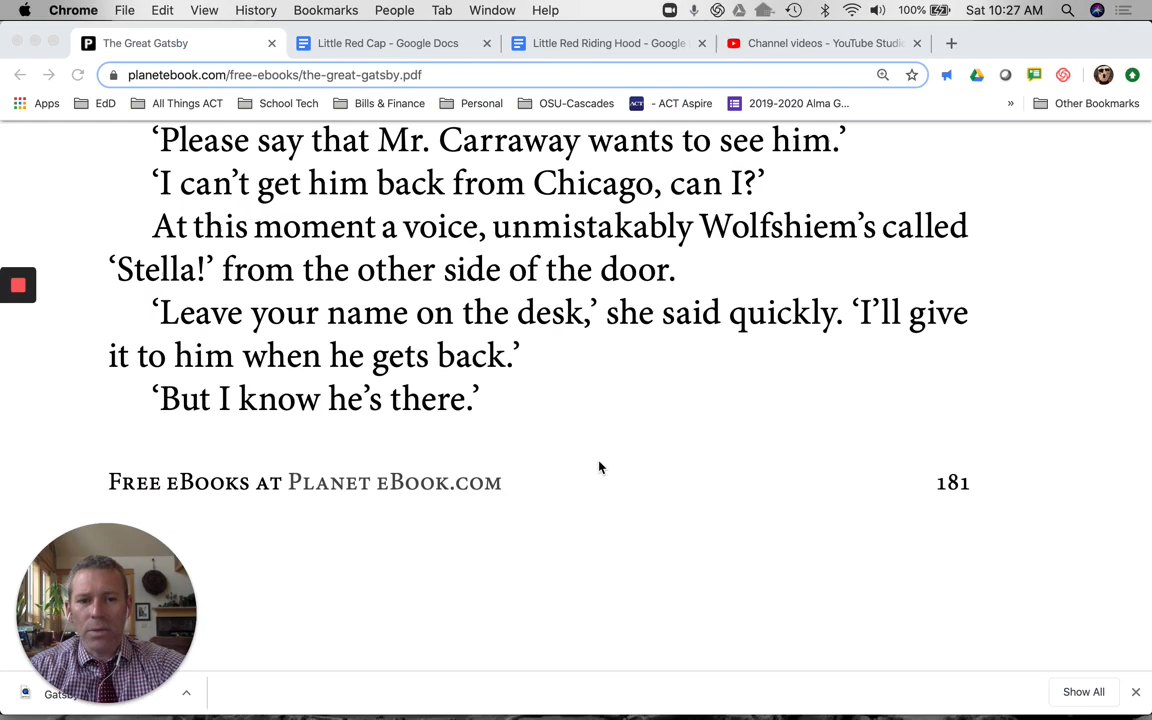 Chrome File Edit View History Bookmarks People Tab Window Help 100% Sat 10:27 AM
The Great Gatsby Little Red Cap - Google Docs Little Red Riding Hood - Google Channel videos - YouTube Studio
planetebook.com/free-ebooks/the-great-gatsby.pdf
Apps EdD All Things ACT School Tech Bills & Finance Personal OSU-Cascades ACT - ACT Aspire 2019-2020 Alma G... » Other Bookmarks
‘Please say that Mr. Carraway wants to see him.’
‘I can’t get him back from Chicago, can I?’
At this moment a voice, unmistakably Wolfshiem’s called
‘Stella!’ from the other side of the door.
‘Leave your name on the desk,’ she said quickly. ‘I’ll give
it to him when he gets back.’
‘But I know he’s there.’
Free eBooks at Planet eBook.com 181
Show All